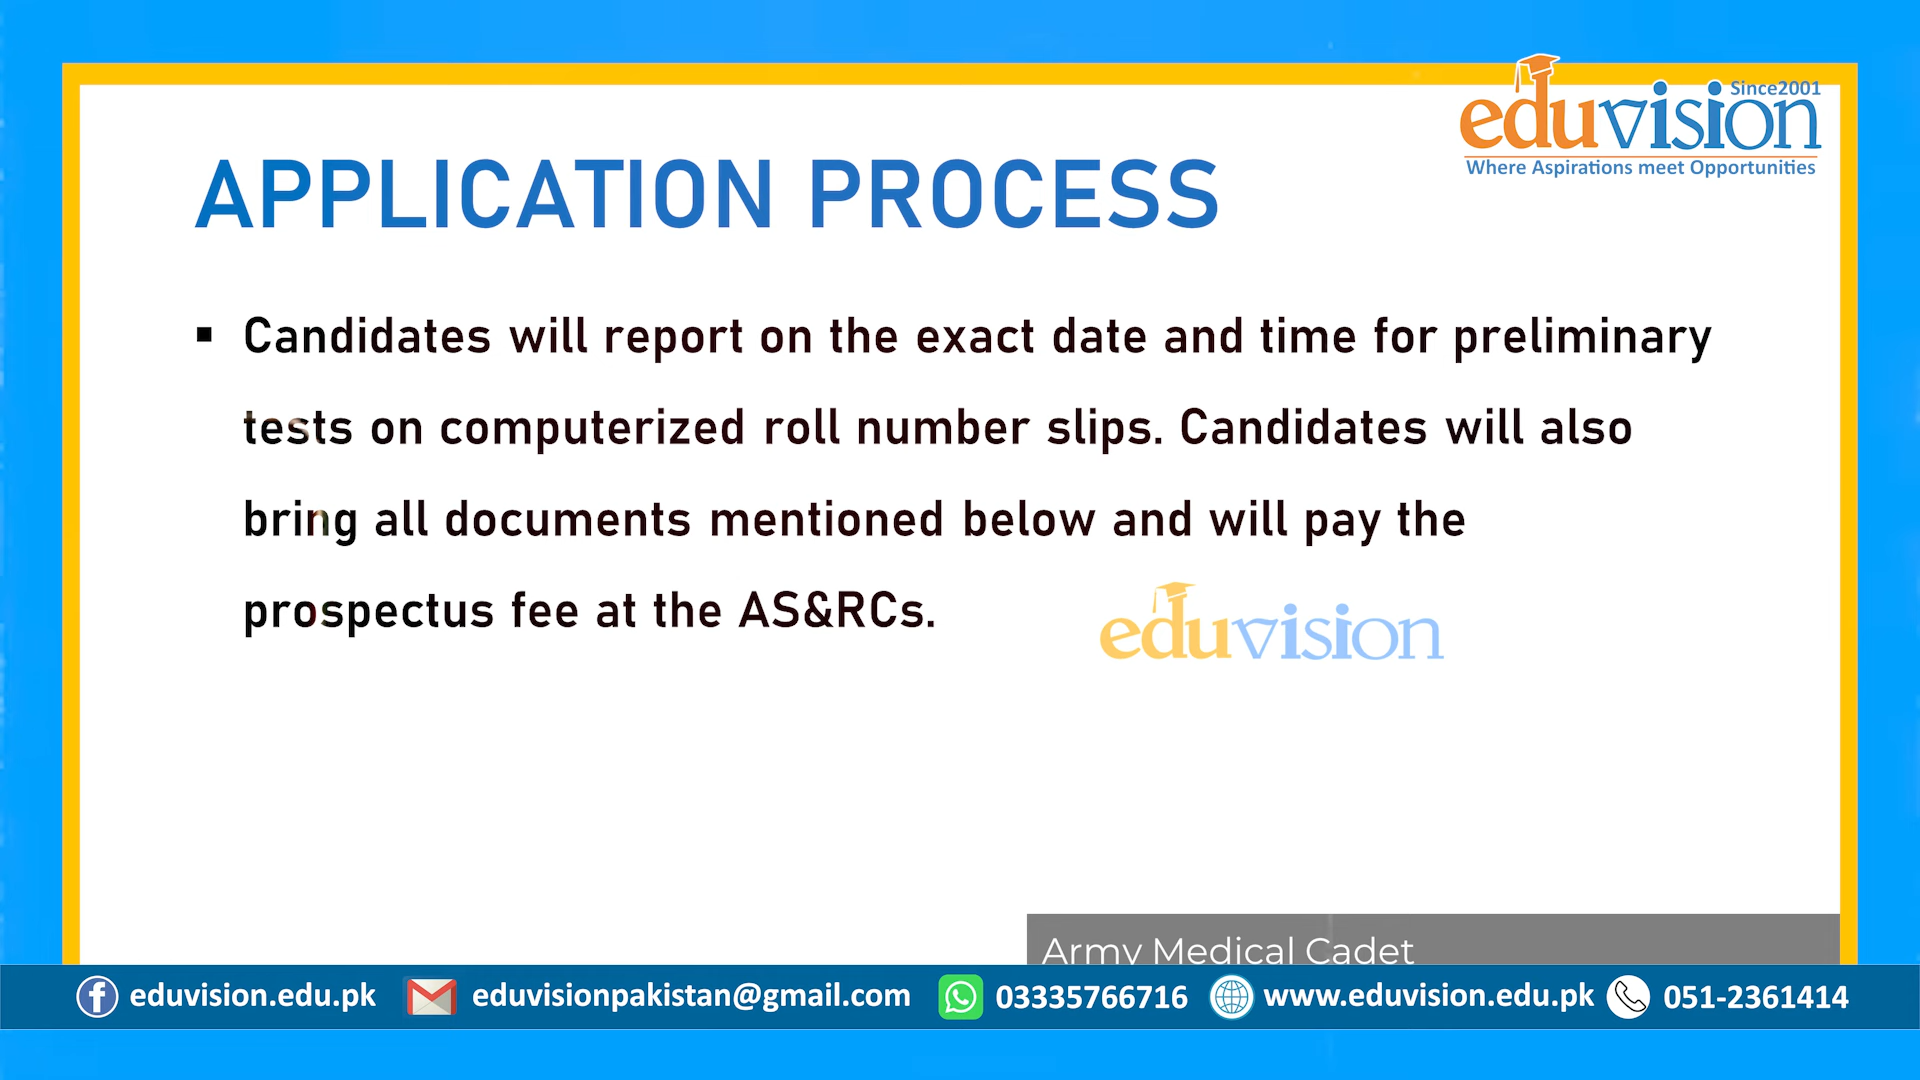 Since2001
eduvision
Where Aspirations meet Opportunities
APPLICATION PROCESS
▪ Candidates will report on the exact date and time for preliminary
tests on computerized roll number slips. Candidates will also
bring all documents mentioned below and will pay the
prospectus fee at the AS&RCs.
eduvision
Army Medical Cadet
eduvision.edu.pk eduvisionpakistan@gmail.com 03335766716 www.eduvision.edu.pk 051-2361414